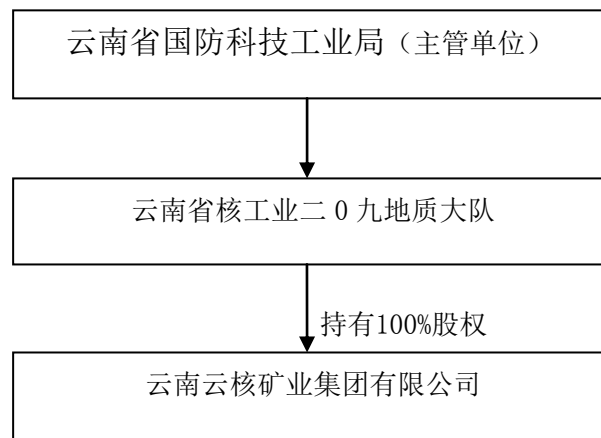 云南省国防科技工业局（主管单位）
云南省核工业二0九地质大队
持有100%股权
云南云核矿业集团有限公司